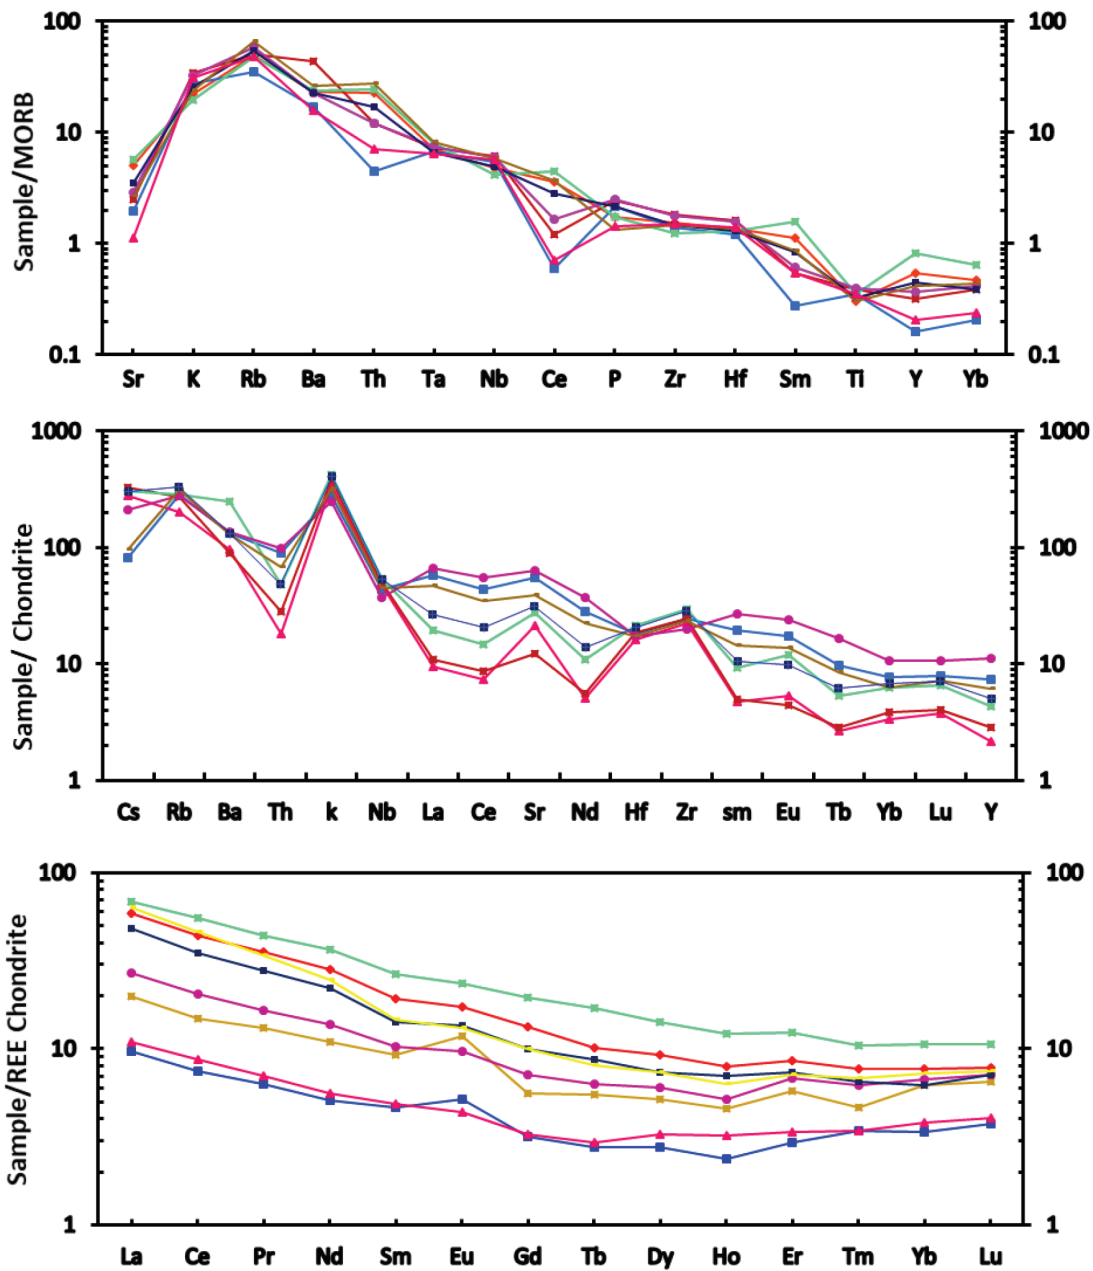 Sample/MORB
100 100
10 10
1 1
0.1 0.1
Sr K Rb Ba Th Ta Nb Ce P Zr Hf Sm Ti Y Yb
Sample/ Chondrite
1000 1000
100 100
10 10
1 1
Cs Rb Ba Th k Nb La Ce Sr Nd Hf Zr sm Eu Tb Yb Lu Y
Sample/REE Chondrite
100 100
10 10
1 1
La Ce Pr Nd Sm Eu Gd Tb Dy Ho Er Tm Yb Lu